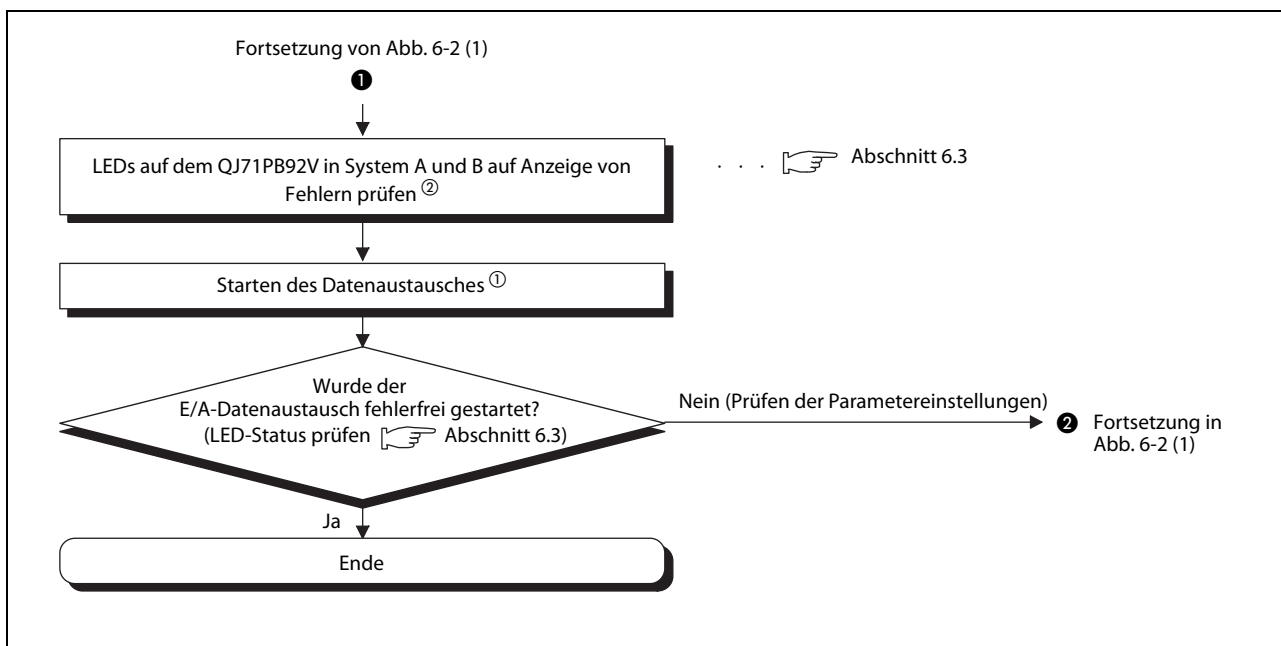 Fortsetzung von Abb. 6-2 (1)
❶
LEDs auf dem QJ71PB92V in System A und B auf Anzeige von
Fehlern prüfen ②
. . . ☞ Abschnitt 6.3
Starten des Datenaustausches ①
Wurde der
E/A-Datenaustausch fehlerfrei gestartet?
(LED-Status prüfen ☞ Abschnitt 6.3)
Nein (Prüfen der Parametereinstellungen)
❷ Fortsetzung in
Abb. 6-2 (1)
Ja
Ende